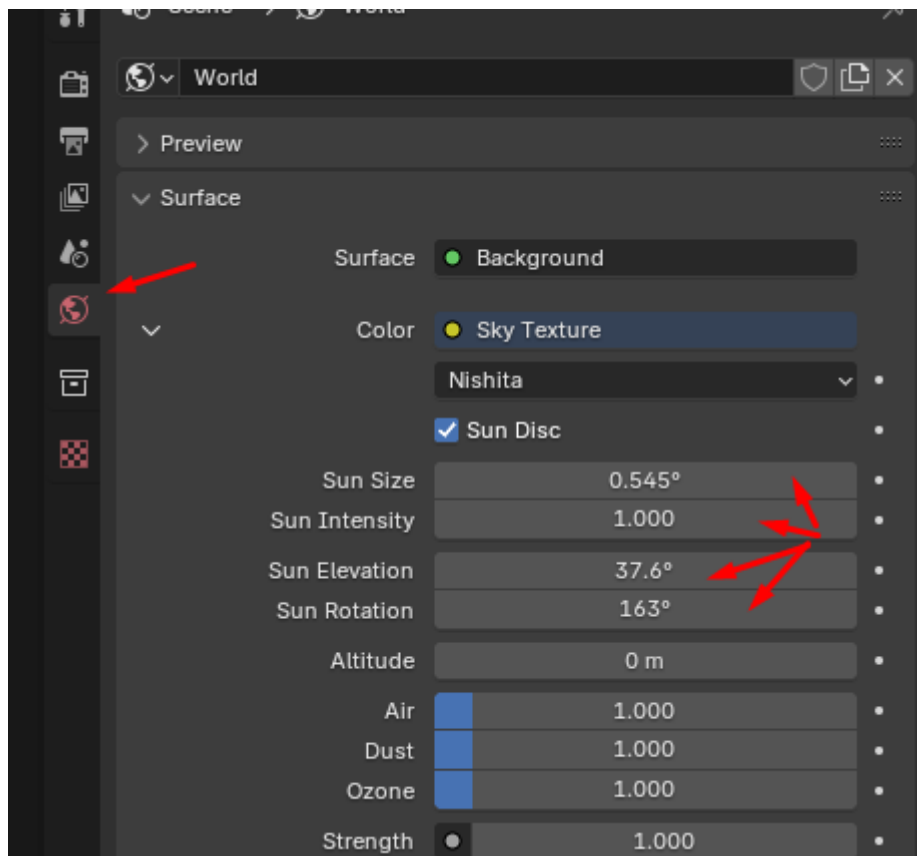 Scene > World
World
Preview
Surface
Surface Background
Color Sky Texture
Nishita
Sun Disc
Sun Size 0.545°
Sun Intensity 1.000
Sun Elevation 37.6°
Sun Rotation 163°
Altitude 0 m
Air 1.000
Dust 1.000
Ozone 1.000
Strength 1.000